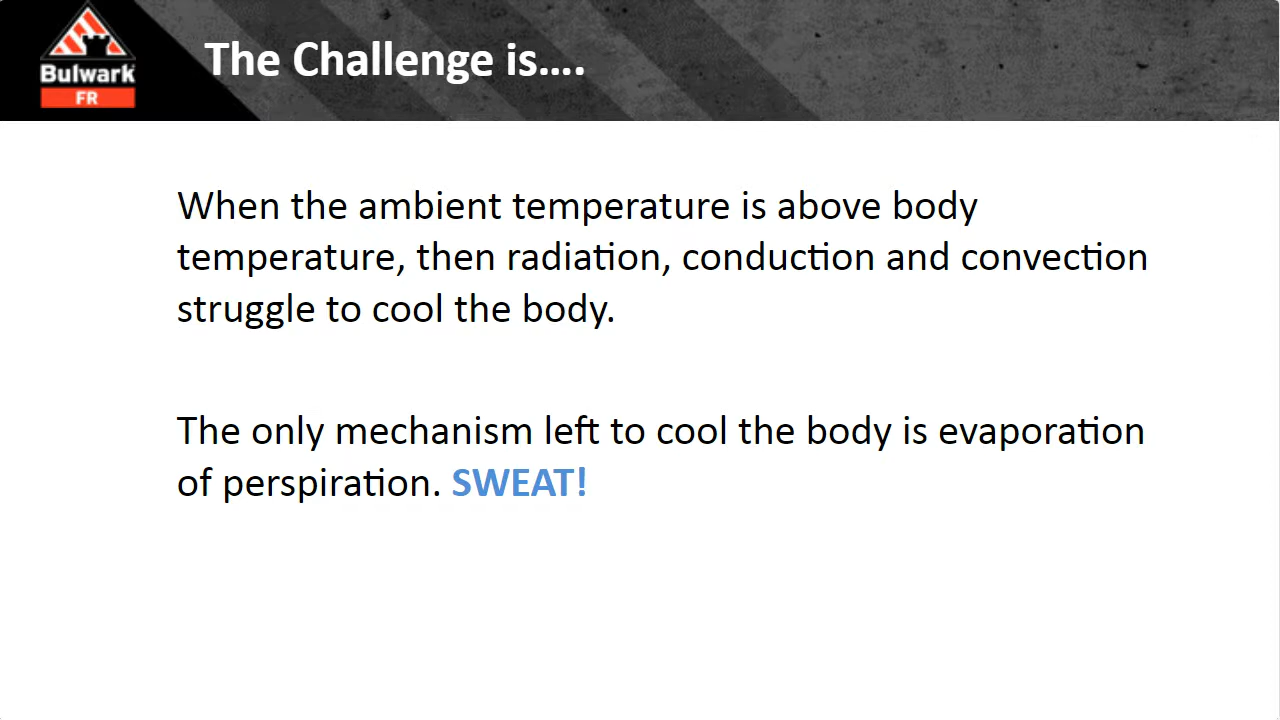 Bulwark
FR
The Challenge is....
When the ambient temperature is above body
temperature, then radiation, conduction and convection
struggle to cool the body.
The only mechanism left to cool the body is evaporation
of perspiration. SWEAT!